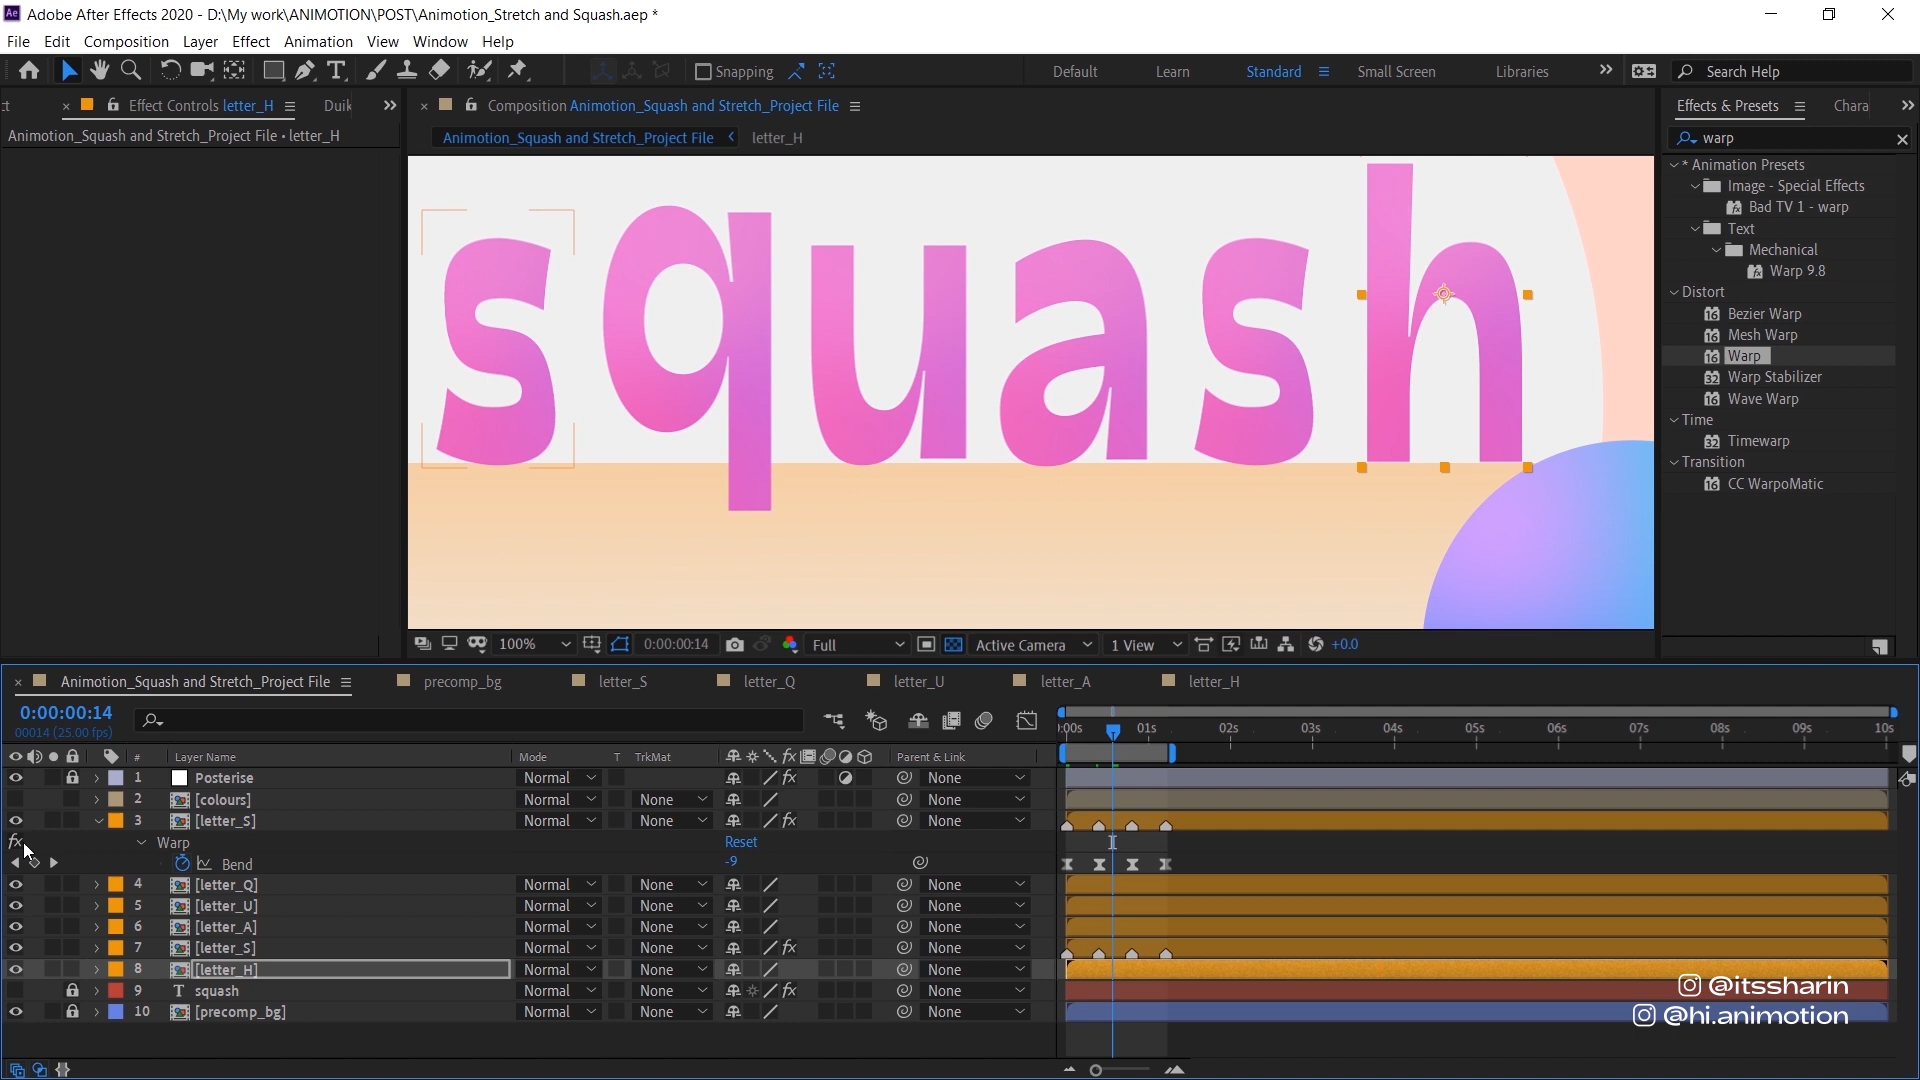 Adobe After Effects 2020 - D:\My work\ANIMOTION\POST\Animotion_Stretch and Squash.aep *
File Edit Composition Layer Effect Animation View Window Help
Snapping Default Learn Standard Small Screen Libraries Search Help
ct Effect Controls letter_H Duik
Composition Animotion_Squash and Stretch_Project File
Effects & Presets Chara
Animotion_Squash and Stretch_Project File • letter_H
Animotion_Squash and Stretch_Project File letter_H
warp
* Animation Presets
Image - Special Effects
Bad TV 1 - warp
Text
Mechanical
Warp 9.8
Distort
Bezier Warp
Mesh Warp
Warp
Warp Stabilizer
Wave Warp
Time
Timewarp
Transition
CC WarpoMatic
squash
100% 0:00:00:14 Full Active Camera 1 View +0.0
Animotion_Squash and Stretch_Project File precomp_bg letter_S letter_Q letter_U letter_A letter_H
0:00:00:14
00014 (25.00 fps)
:00s 01s 02s 03s 04s 05s 06s 07s 08s 09s 10s
# Layer Name Mode T TrkMat Parent & Link
1 Posterise Normal None
2 [colours] Normal None None
3 [letter_S] Normal None None
Warp Reset
Bend -9
4 [letter_Q] Normal None None
5 [letter_U] Normal None None
6 [letter_A] Normal None None
7 [letter_S] Normal None None
8 [letter_H] Normal None None
9 T squash Normal None None
10 [precomp_bg] Normal None None
@itssharin
@hi.animotion